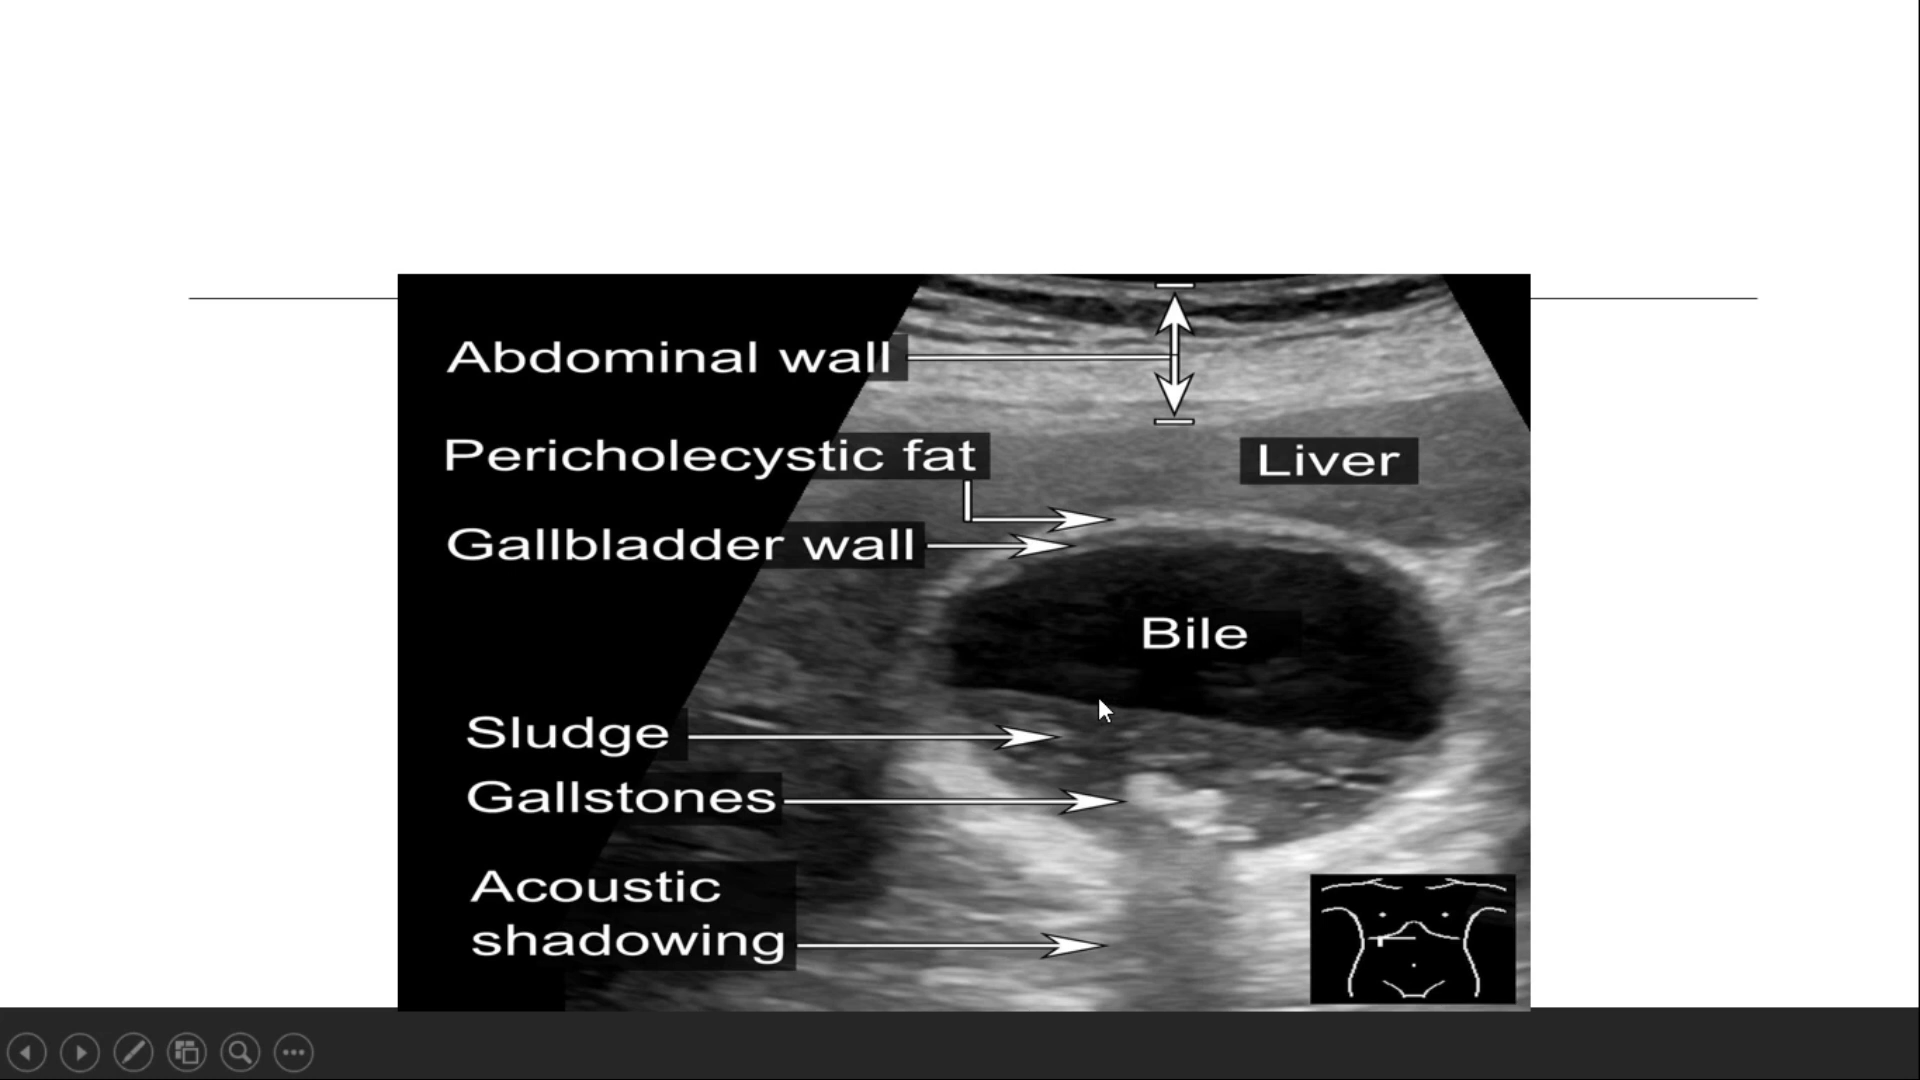 Abdominal wall
Pericholecystic fat
Liver
Gallbladder wall
Bile
Sludge
Gallstones
Acoustic
shadowing